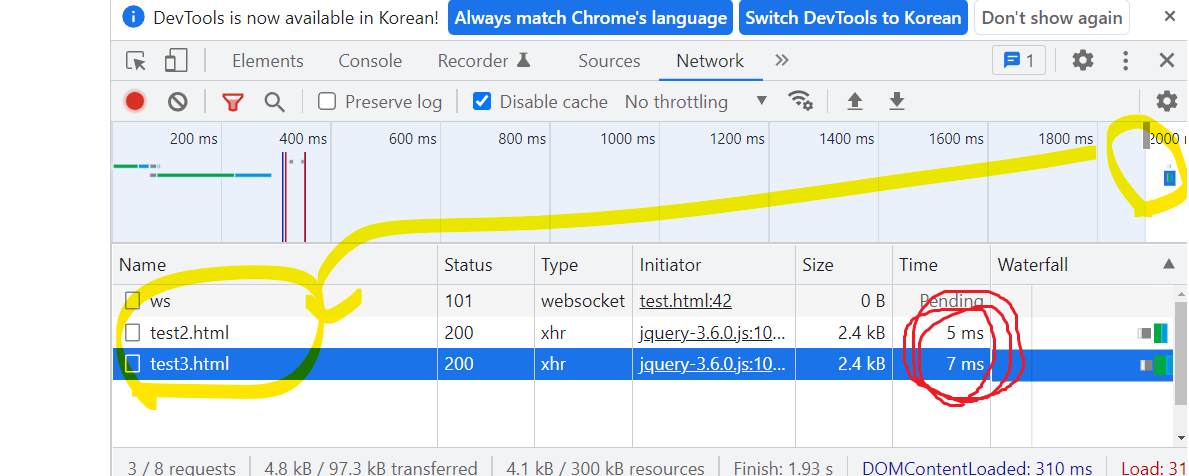 DevTools is now available in Korean! Always match Chrome's language Switch DevTools to Korean Don't show again
Elements Console Recorder Sources Network 1
Preserve log Disable cache No throttling
200 ms 400 ms 600 ms 800 ms 1000 ms 1200 ms 1400 ms 1600 ms 1800 ms 2000
Name Status Type Initiator Size Time Waterfall
ws 101 websocket test.html:42 0 B Pending
test2.html 200 xhr jquery-3.6.0.js:10... 2.4 kB 5 ms
test3.html 200 xhr jquery-3.6.0.js:10... 2.4 kB 7 ms
3 / 8 requests 4.8 kB / 97.3 kB transferred 4.1 kB / 300 kB resources Finish: 1.93 s DOMContentLoaded: 310 ms Load: 31